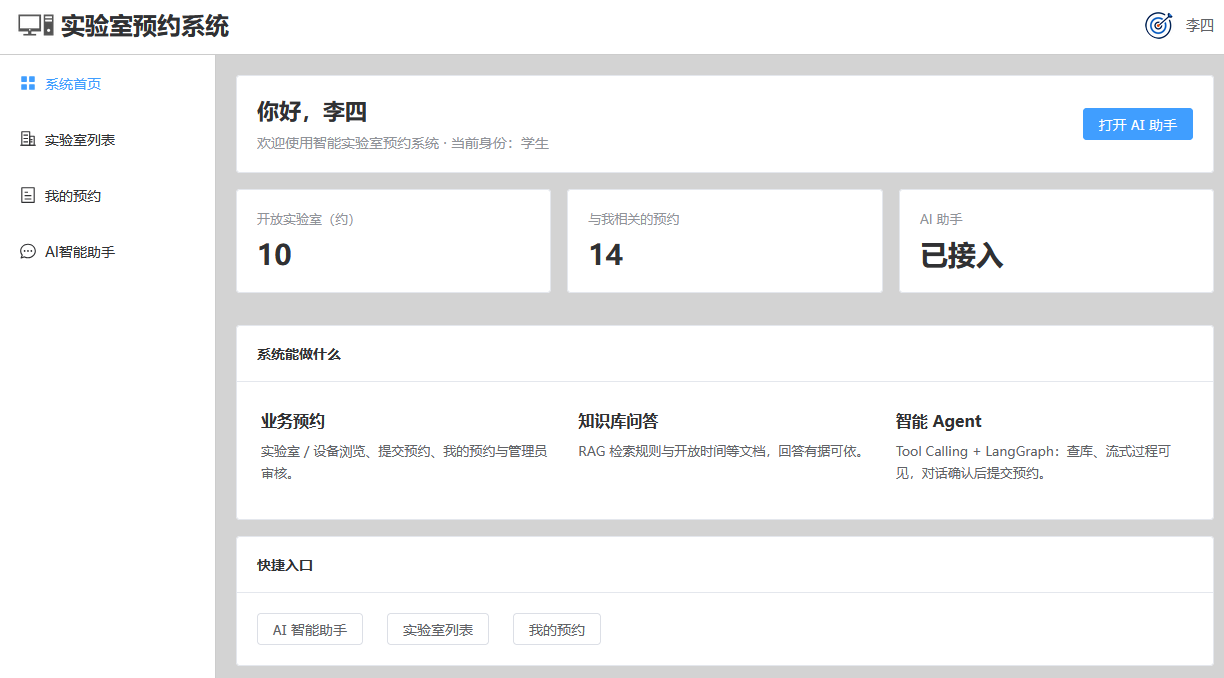 实验室预约系统
李四
系统首页
实验室列表
我的预约
AI智能助手
你好，李四
欢迎使用智能实验室预约系统 · 当前身份：学生
打开 AI 助手
开放实验室（约）
10
与我相关的预约
14
AI 助手
已接入
系统能做什么
业务预约
实验室 / 设备浏览、提交预约、我的预约与管理员
审核。
知识库问答
RAG 检索规则与开放时间等文档，回答有据可依。
智能 Agent
Tool Calling + LangGraph：查库、流式过程可
见，对话确认后提交预约。
快捷入口
AI 智能助手
实验室列表
我的预约